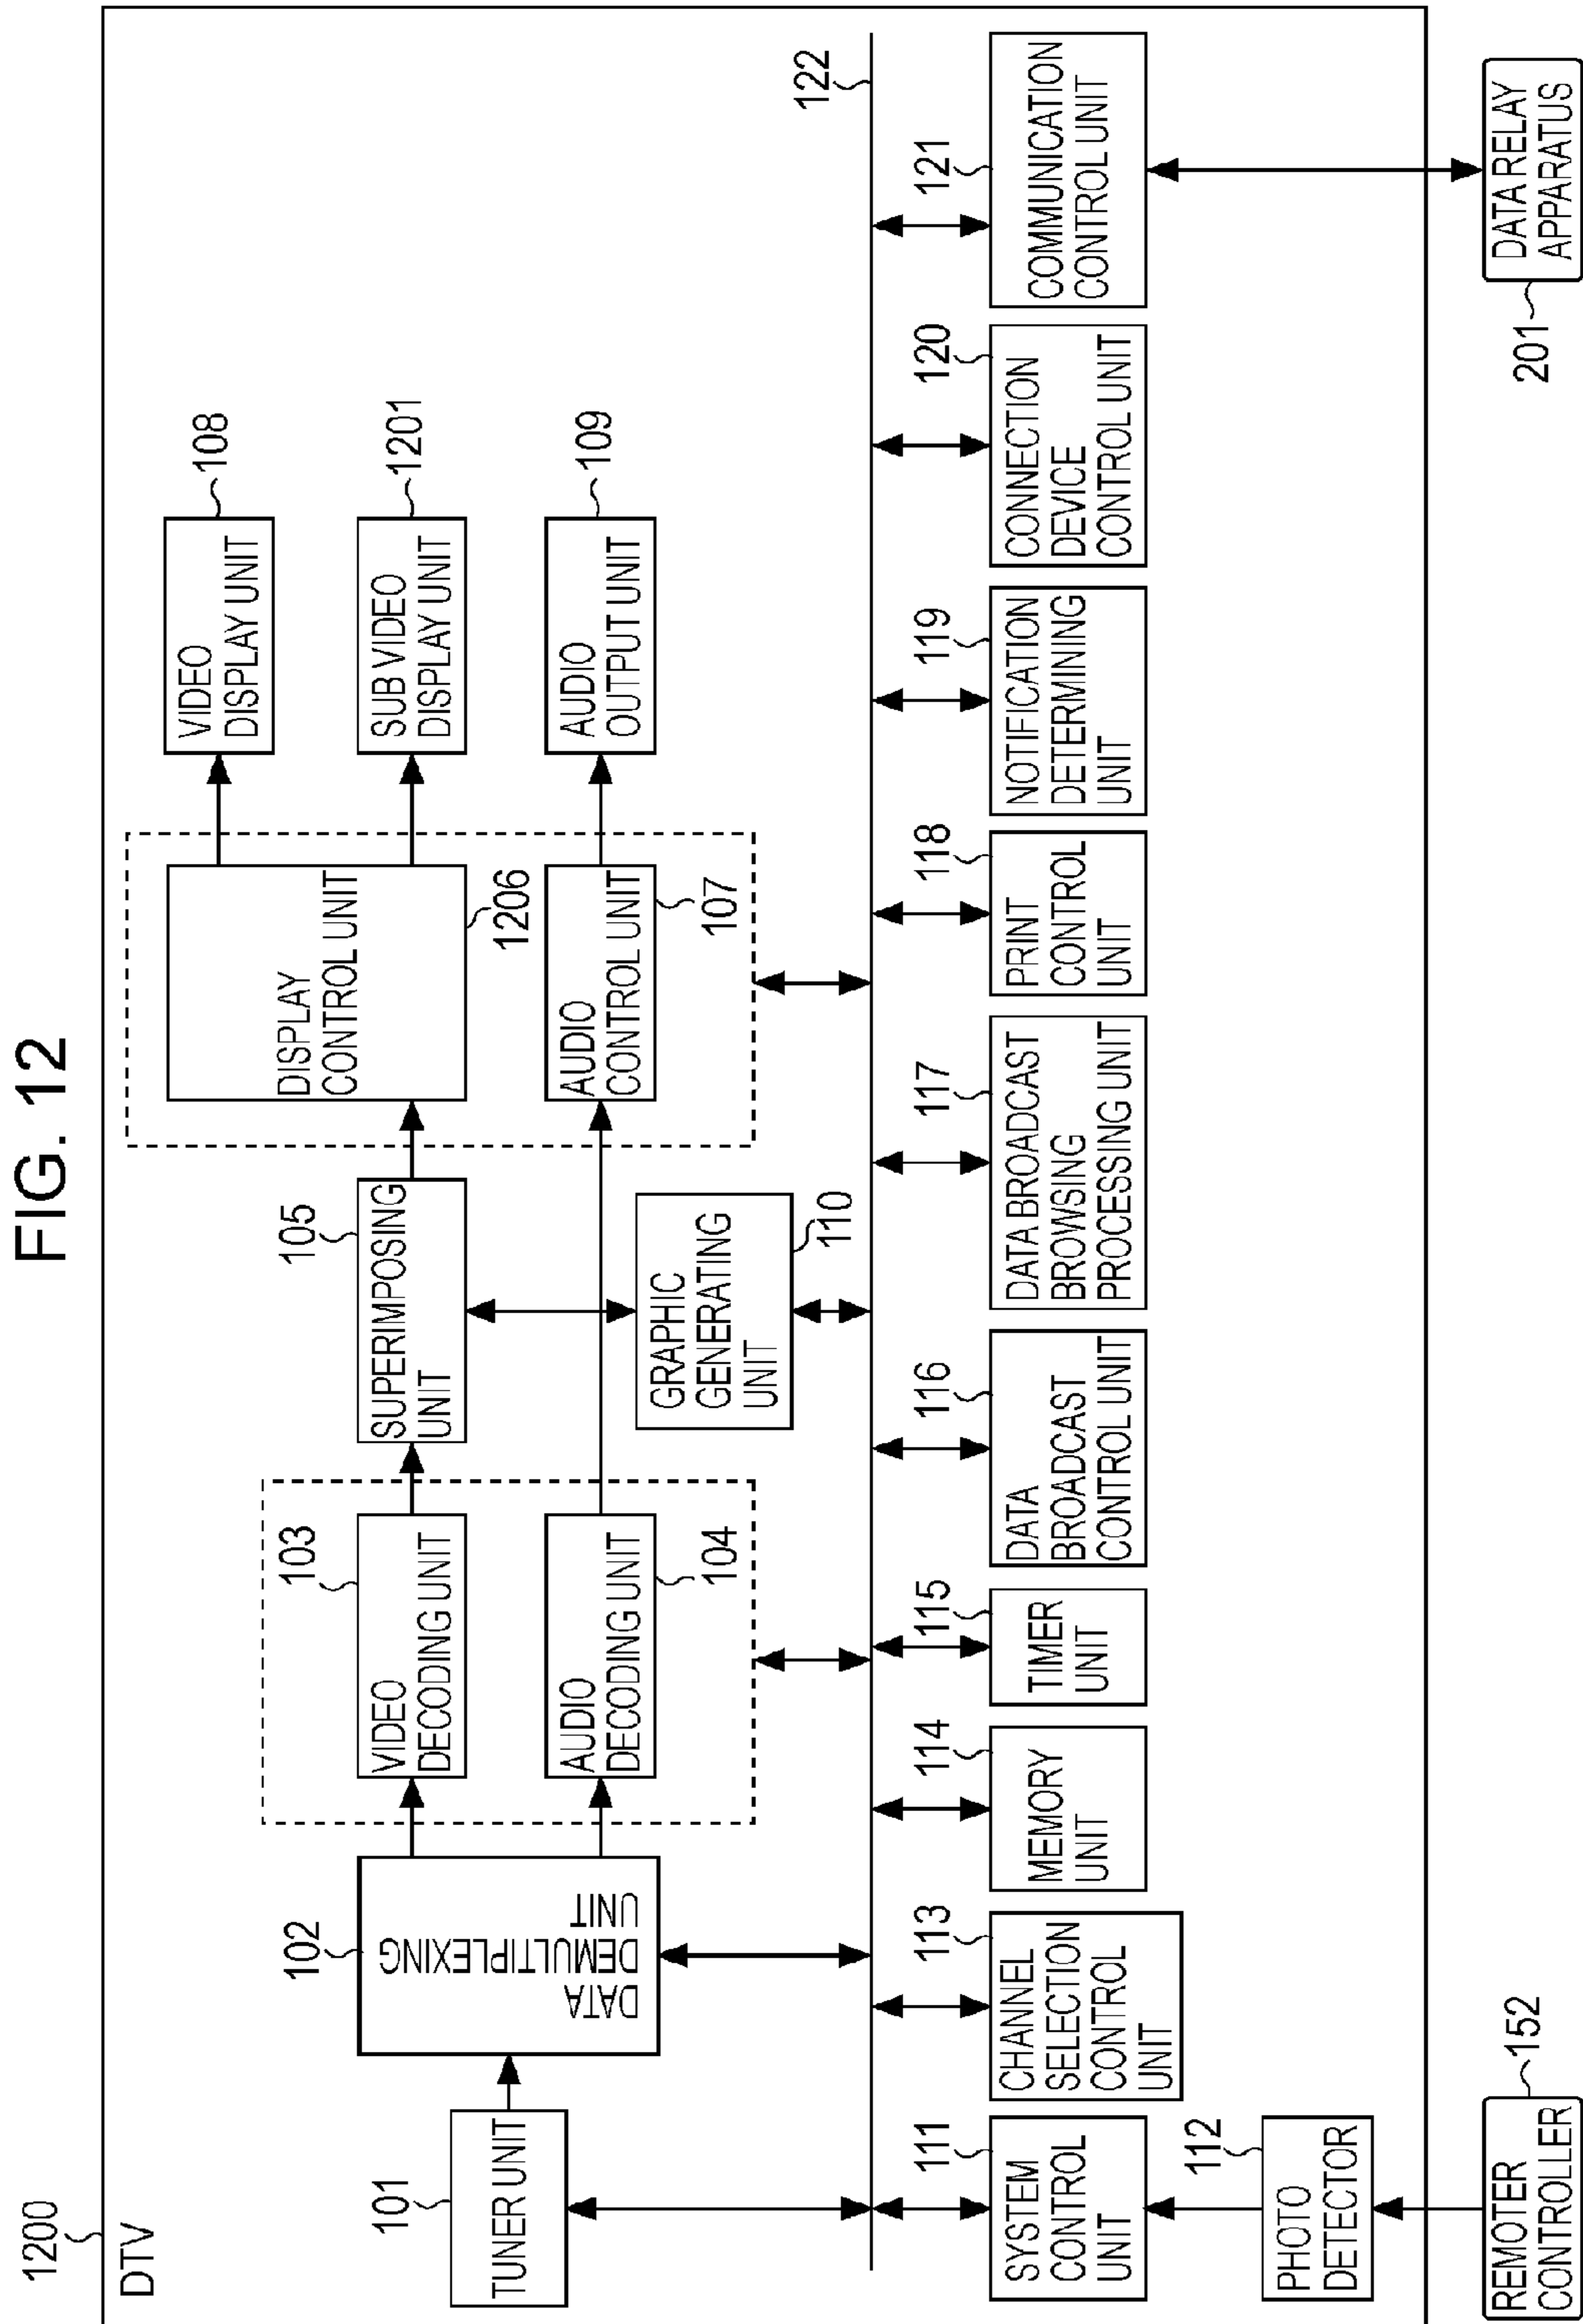 FIG. 12
1200
DTV
101
TUNER UNIT
102
DATA
DEMULTIPLEXING
UNIT
103
VIDEO
DECODING UNIT
AUDIO
DECODING UNIT
104
105
SUPERIMPOSING
UNIT
GRAPHIC
GENERATING
UNIT
110
DISPLAY
CONTROL UNIT
1206
AUDIO
CONTROL UNIT
107
VIDEO
DISPLAY UNIT
108
SUB VIDEO
DISPLAY UNIT
1201
AUDIO
OUTPUT UNIT
109
122
111
SYSTEM
CONTROL
UNIT
112
PHOTO
DETECTOR
REMOTER
CONTROLLER
152
113
CHANNEL
SELECTION
CONTROL
UNIT
114
MEMORY
UNIT
115
TIMER
UNIT
116
DATA
BROADCAST
CONTROL UNIT
117
DATA BROADCAST
BROWSING
PROCESSING UNIT
118
PRINT
CONTROL
UNIT
119
NOTIFICATION
DETERMINING
UNIT
120
CONNECTION
DEVICE
CONTROL UNIT
121
COMMUNICATION
CONTROL UNIT
201
DATA RELAY
APPARATUS